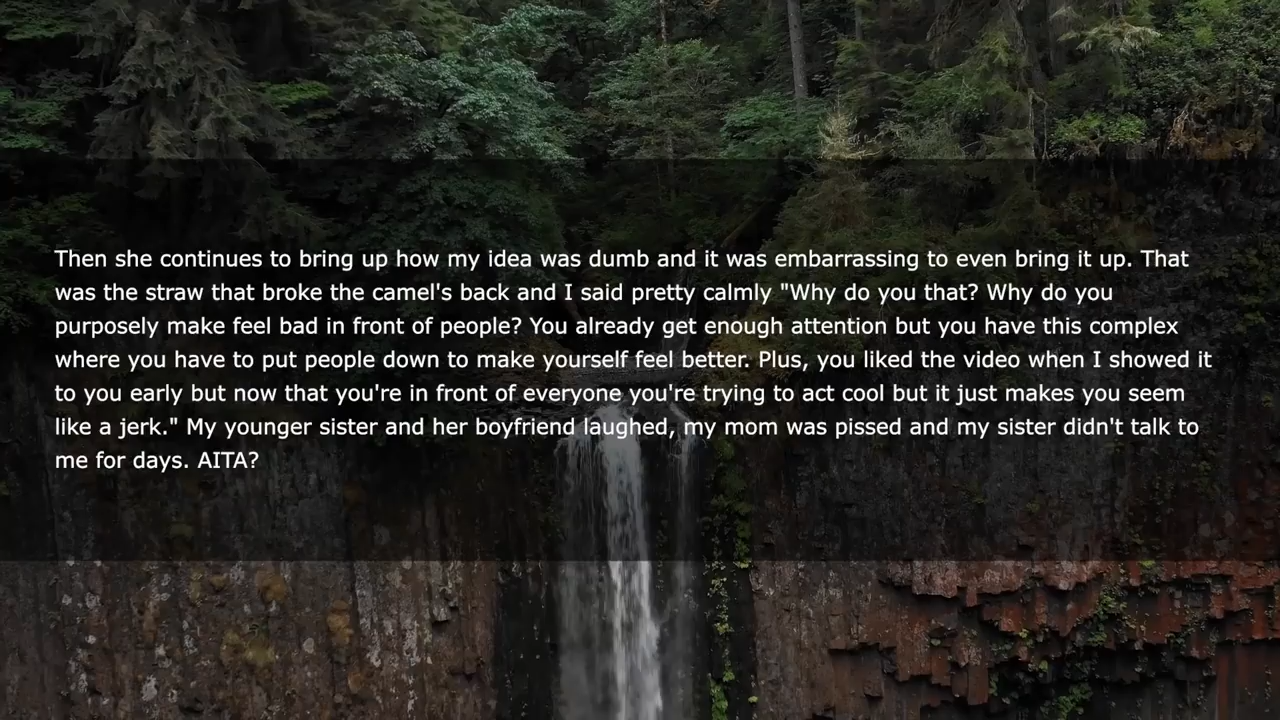 Then she continues to bring up how my idea was dumb and it was embarrassing to even bring it up. That
was the straw that broke the camel's back and I said pretty calmly "Why do you that? Why do you
purposely make feel bad in front of people? You already get enough attention but you have this complex
where you have to put people down to make yourself feel better. Plus, you liked the video when I showed it
to you early but now that you're in front of everyone you're trying to act cool but it just makes you seem
like a jerk." My younger sister and her boyfriend laughed, my mom was pissed and my sister didn't talk to
me for days. AITA?